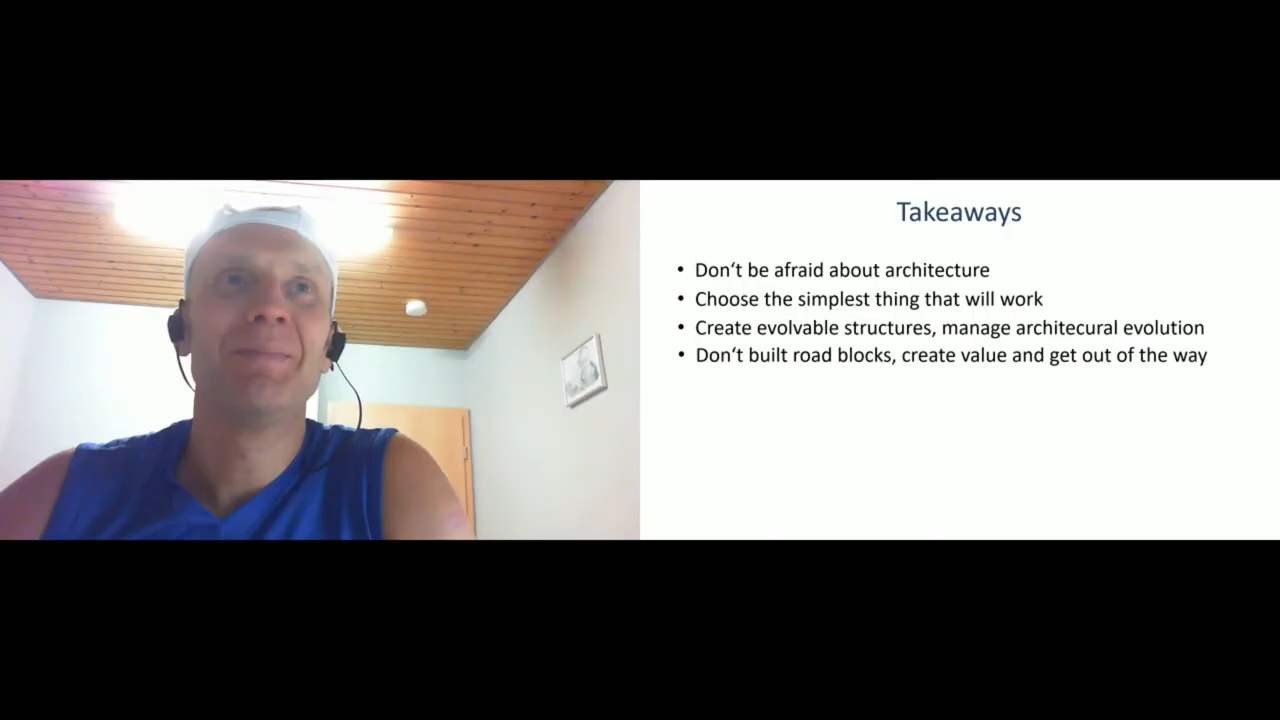 Takeaways
• Don‘t be afraid about architecture
• Choose the simplest thing that will work
• Create evolvable structures, manage architecural evolution
• Don‘t built road blocks, create value and get out of the way